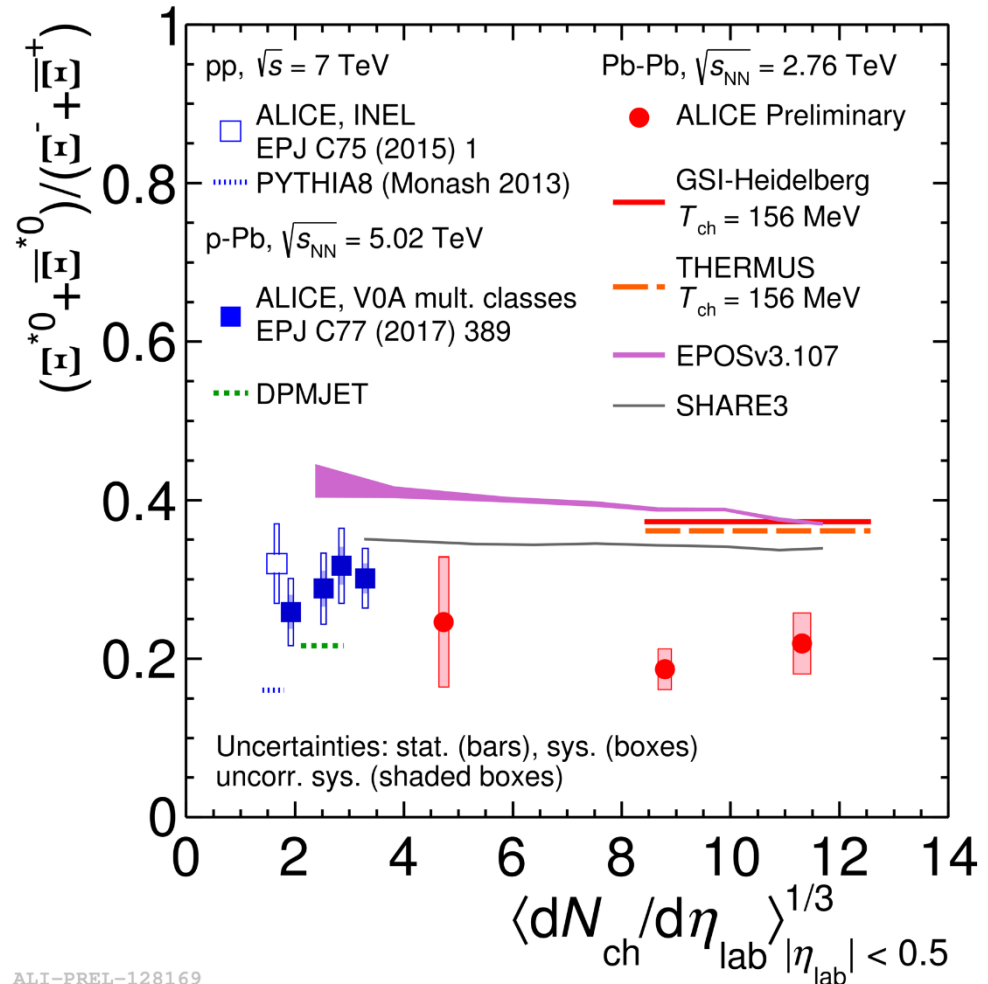 (Ξ*0+Ξ̅*0)/(Ξ-+Ξ̅+)
1
0.8
0.6
0.4
0.2
0
pp, √s = 7 TeV
ALICE, INEL
EPJ C75 (2015) 1
PYTHIA8 (Monash 2013)
p-Pb, √sNN = 5.02 TeV
ALICE, V0A mult. classes
EPJ C77 (2017) 389
DPMJET
Pb-Pb, √sNN = 2.76 TeV
ALICE Preliminary
GSI-Heidelberg
Tch = 156 MeV
THERMUS
Tch = 156 MeV
EPOSv3.107
SHARE3
Uncertainties: stat. (bars), sys. (boxes)
uncorr. sys. (shaded boxes)
0 2 4 6 8 10 12 14
⟨dNch/dηlab⟩1/3|ηlab| < 0.5
ALI-PREL-128169